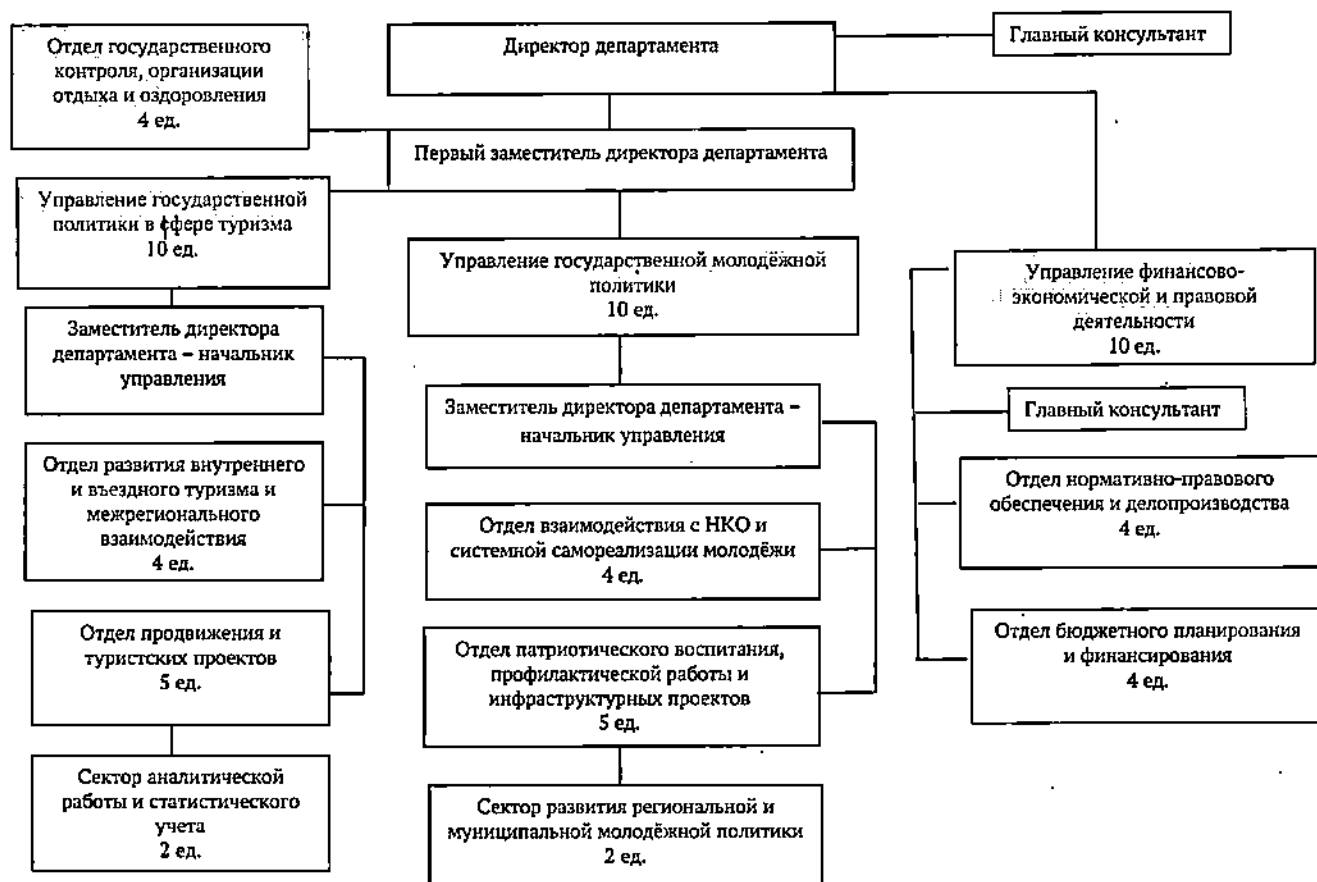 Отдел государственного
контроля, организации
отдыха и оздоровления
4 ед.
Директор департамента
Главный консультант
Первый заместитель директора департамента
Управление государственной
политики в сфере туризма
10 ед.
Управление государственной молодёжной
политики
10 ед.
Управление финансово-
экономической и правовой
деятельности
10 ед.
Заместитель директора
департамента – начальник
управления
Заместитель директора департамента –
начальник управления
Главный консультант
Отдел развития внутреннего
и въездного туризма и
межрегионального
взаимодействия
4 ед.
Отдел взаимодействия с НКО и
системной самореализации молодёжи
4 ед.
Отдел нормативно-правового
обеспечения и делопроизводства
4 ед.
Отдел продвижения и
туристских проектов
5 ед.
Отдел патриотического воспитания,
профилактической работы и
инфраструктурных проектов
5 ед.
Отдел бюджетного планирования
и финансирования
4 ед.
Сектор аналитической
работы и статистического
учета
2 ед.
Сектор развития региональной и
муниципальной молодёжной политики
2 ед.